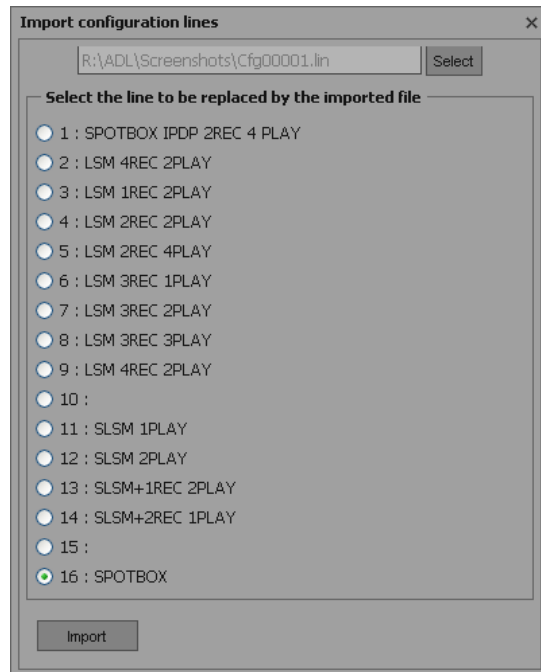 Import configuration lines
R:\ADL\Screenshots\Cfg00001.lin Select
Select the line to be replaced by the imported file
1 : SPOTBOX IPDP 2REC 4 PLAY
2 : LSM 4REC 2PLAY
3 : LSM 1REC 2PLAY
4 : LSM 2REC 2PLAY
5 : LSM 2REC 4PLAY
6 : LSM 3REC 1PLAY
7 : LSM 3REC 2PLAY
8 : LSM 3REC 3PLAY
9 : LSM 4REC 2PLAY
10 :
11 : SLSM 1PLAY
12 : SLSM 2PLAY
13 : SLSM+1REC 2PLAY
14 : SLSM+2REC 1PLAY
15 :
16 : SPOTBOX
Import